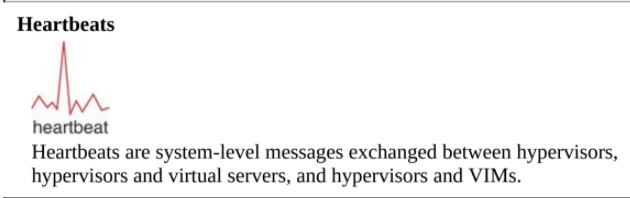 Heartbeats
heartbeat
Heartbeats are system-level messages exchanged between hypervisors,
hypervisors and virtual servers, and hypervisors and VIMs.